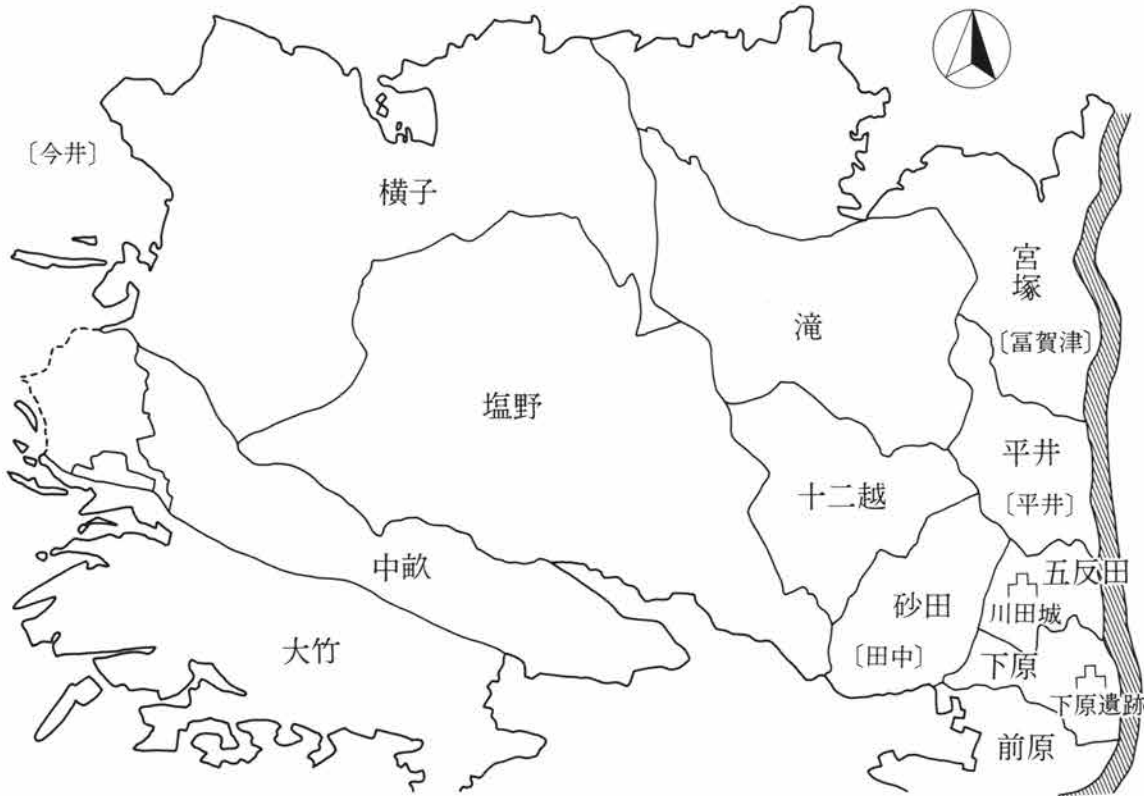 〔今井〕
横子
宮塚
〔冨賀津〕
滝
塩野
平井
〔平井〕
十二越
中畝
五反田
川田城
砂田
〔田中〕
大竹
下原
下原遺跡
前原